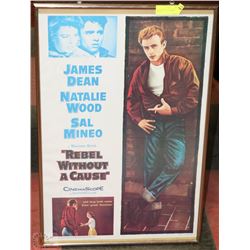 JAMES
DEAN
NATALIE
WOOD
SAL
MINEO
"REBEL
WITHOUT
A CAUSE"
CINEMASCOPE